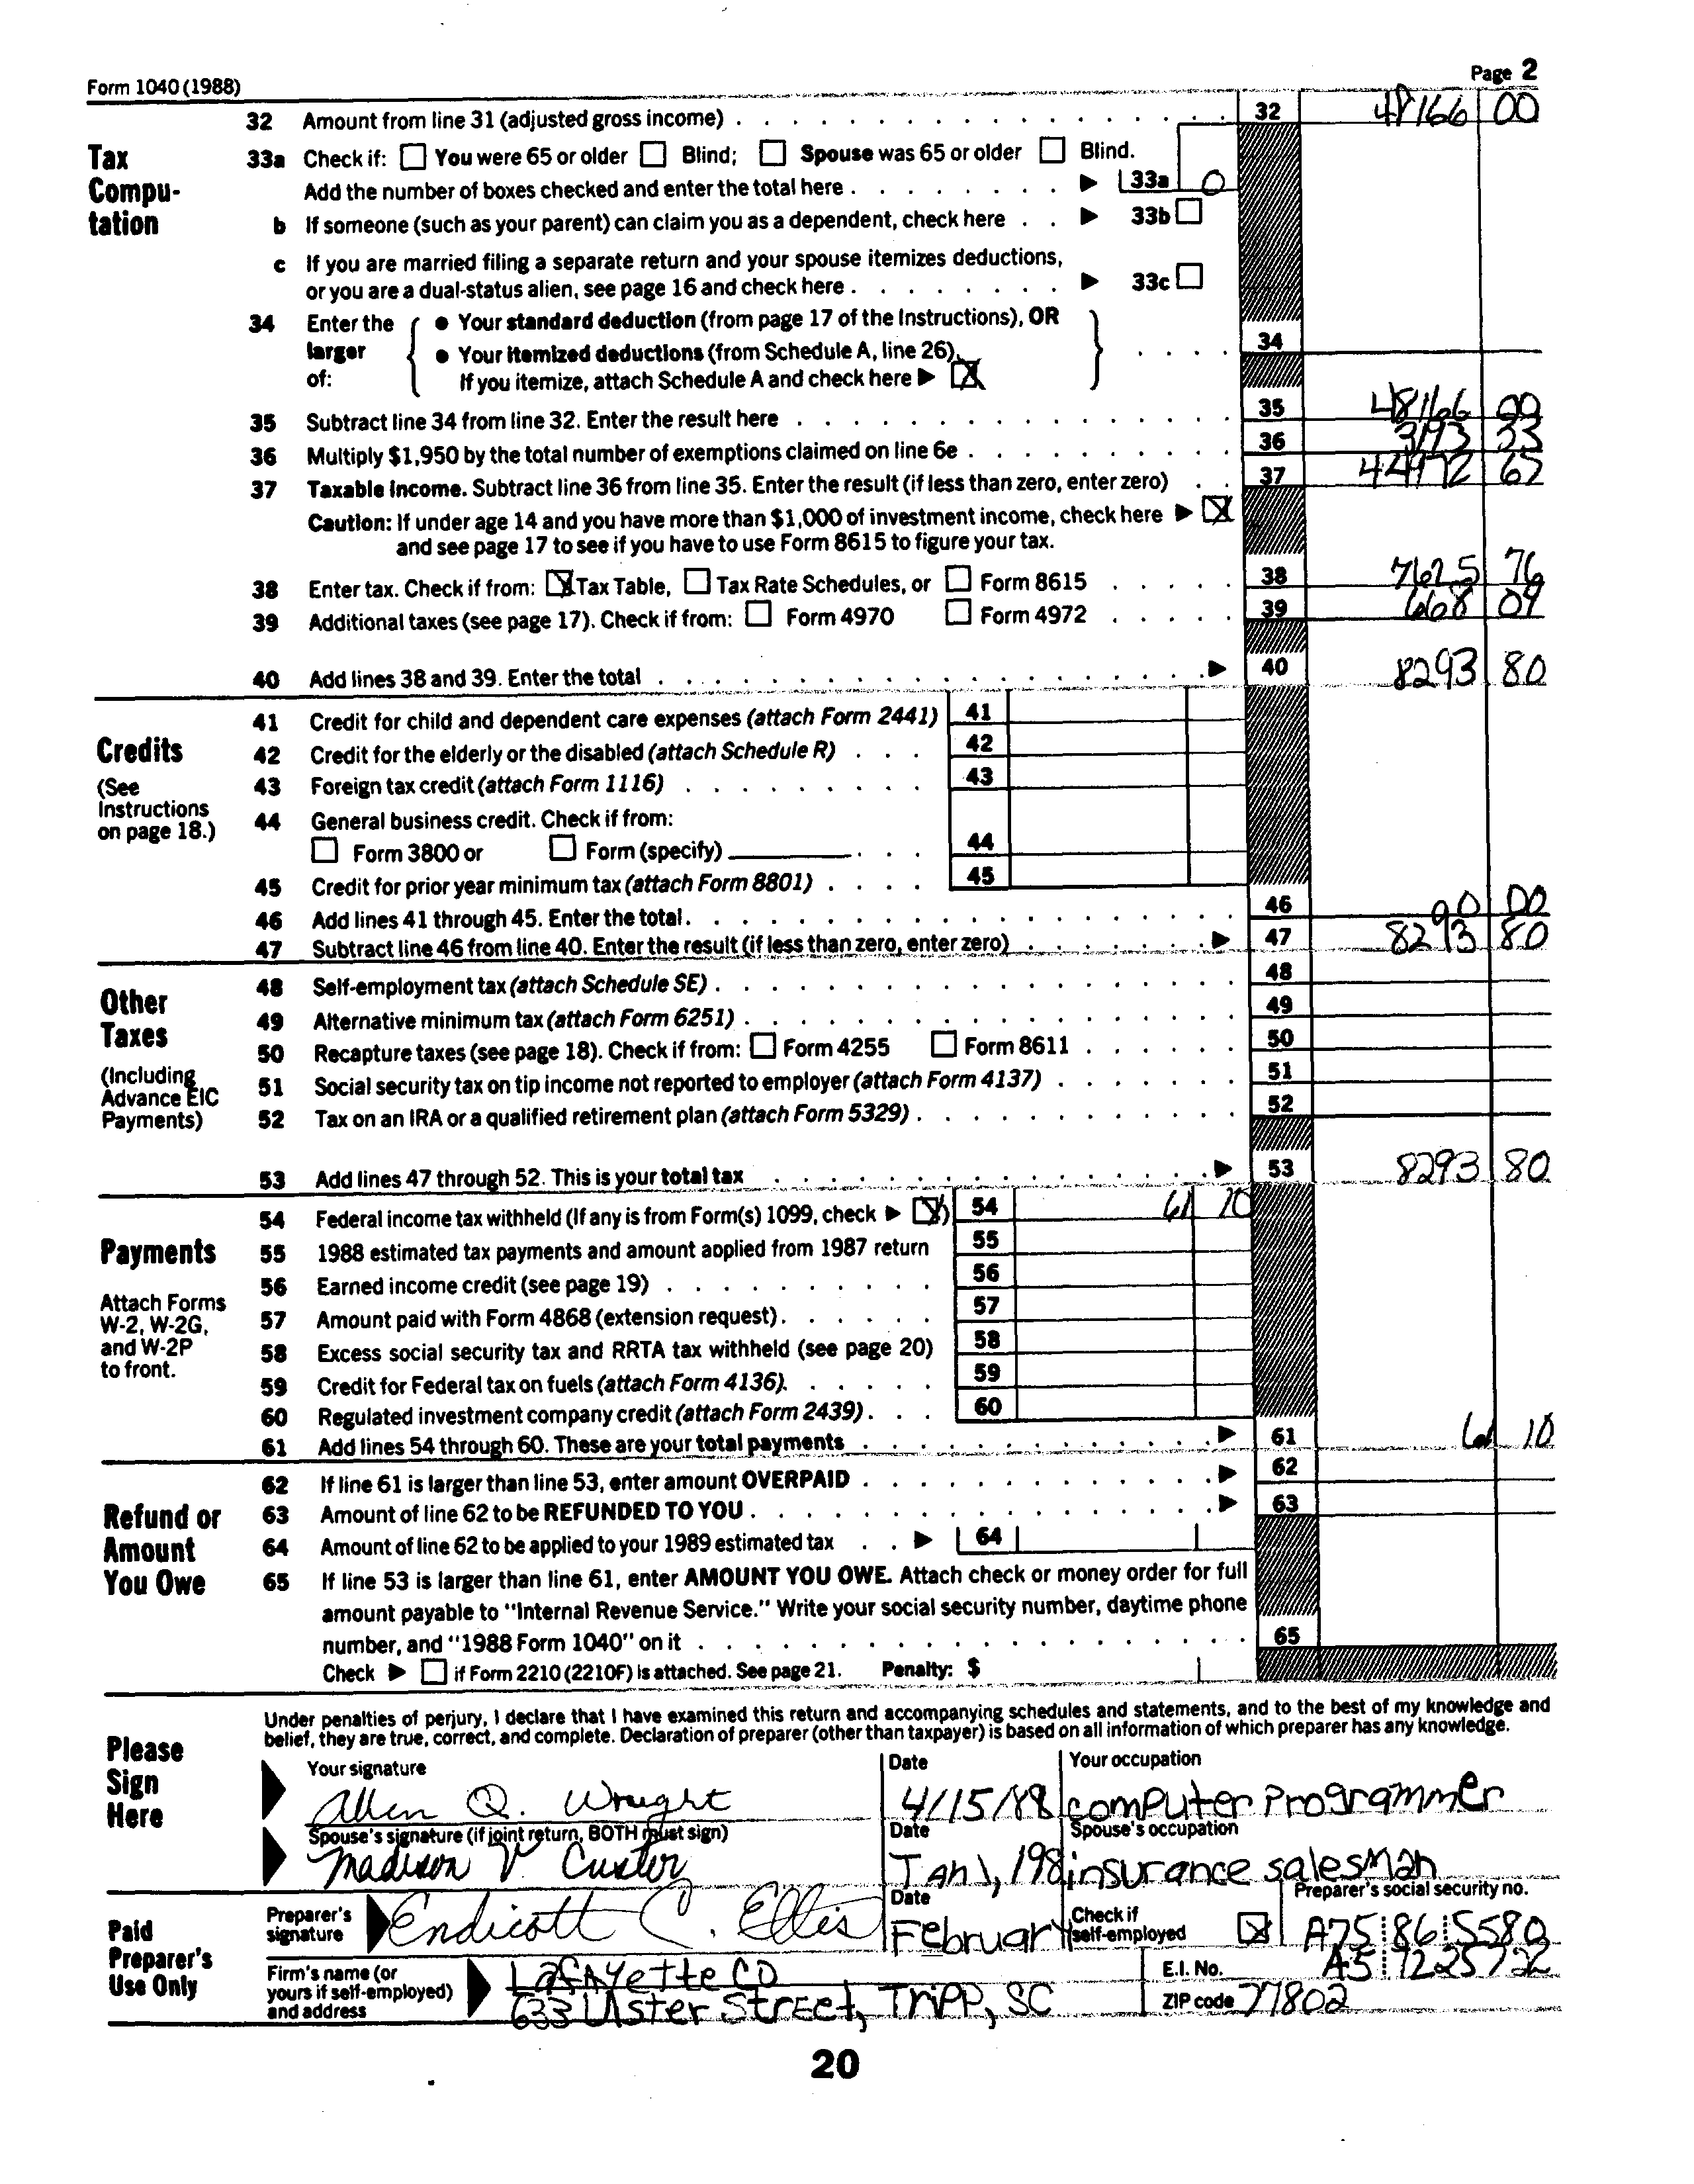 Form 1040 (1988) Page 2
Tax Compu-tation
32 Amount from line 31 (adjusted gross income) 32 48166 00
33a Check if: You were 65 or older Blind; Spouse was 65 or older Blind.
Add the number of boxes checked and enter the total here 33a 0
b If someone (such as your parent) can claim you as a dependent, check here 33b
c If you are married filing a separate return and your spouse itemizes deductions,
or you are a dual-status alien, see page 16 and check here 33c
34 Enter the larger of: • Your standard deduction (from page 17 of the Instructions), OR
• Your itemized deductions (from Schedule A, line 26). 34
If you itemize, attach Schedule A and check here X
35 Subtract line 34 from line 32. Enter the result here 35 48166 00
36 Multiply $1,950 by the total number of exemptions claimed on line 6e 36 3193 33
37 Taxable income. Subtract line 36 from line 35. Enter the result (if less than zero, enter zero) 37 44972 67
Caution: If under age 14 and you have more than $1,000 of investment income, check here X
and see page 17 to see if you have to use Form 8615 to figure your tax.
38 Enter tax. Check if from: X Tax Table, Tax Rate Schedules, or Form 8615 38 7625 76
39 Additional taxes (see page 17). Check if from: Form 4970 Form 4972 39 668 04
40 Add lines 38 and 39. Enter the total 40 8293 80
Credits
(See Instructions on page 18.)
41 Credit for child and dependent care expenses (attach Form 2441) 41
42 Credit for the elderly or the disabled (attach Schedule R) 42
43 Foreign tax credit (attach Form 1116) 43
44 General business credit. Check if from:
Form 3800 or Form (specify) 44
45 Credit for prior year minimum tax (attach Form 8801) 45
46 Add lines 41 through 45. Enter the total 46 00 00
47 Subtract line 46 from line 40. Enter the result (if less than zero, enter zero) 47 8293 80
Other Taxes
(Including Advance EIC Payments)
48 Self-employment tax (attach Schedule SE) 48
49 Alternative minimum tax (attach Form 6251) 49
50 Recapture taxes (see page 18). Check if from: Form 4255 Form 8611 50
51 Social security tax on tip income not reported to employer (attach Form 4137) 51
52 Tax on an IRA or a qualified retirement plan (attach Form 5329) 52
53 Add lines 47 through 52. This is your total tax 53 8293 80
Payments
Attach Forms W-2, W-2G, and W-2P to front.
54 Federal income tax withheld (If any is from Form(s) 1099, check X) 54 61 10
55 1988 estimated tax payments and amount applied from 1987 return 55
56 Earned income credit (see page 19) 56
57 Amount paid with Form 4868 (extension request) 57
58 Excess social security tax and RRTA tax withheld (see page 20) 58
59 Credit for Federal tax on fuels (attach Form 4136) 59
60 Regulated investment company credit (attach Form 2439) 60
61 Add lines 54 through 60. These are your total payments 61 61 10
Refund or Amount You Owe
62 If line 61 is larger than line 53, enter amount OVERPAID 62
63 Amount of line 62 to be REFUNDED TO YOU 63
64 Amount of line 62 to be applied to your 1989 estimated tax 64
65 If line 53 is larger than line 61, enter AMOUNT YOU OWE. Attach check or money order for full
amount payable to "Internal Revenue Service." Write your social security number, daytime phone
number, and "1988 Form 1040" on it 65
Check if Form 2210 (2210F) is attached. See page 21. Penalty: $
Please Sign Here
Under penalties of perjury, I declare that I have examined this return and accompanying schedules and statements, and to the best of my knowledge and
belief, they are true, correct, and complete. Declaration of preparer (other than taxpayer) is based on all information of which preparer has any knowledge.
Your signature Date Your occupation
Allen Q. Wright 4/15/88 computer Programmer
Spouse's signature (if joint return, BOTH must sign) Date Spouse's occupation
Madison V Custer Jan 1, 198 insurance salesman
Paid Preparer's Use Only
Preparer's signature Endicott C. Ellis Date February Check if self-employed X Preparer's social security no. A75 86 5580
Firm's name (or yours if self-employed) and address Lafayette CO E.I. No. A5 1225722
633 Ulster Street, Tripp, SC ZIP code 77802
20